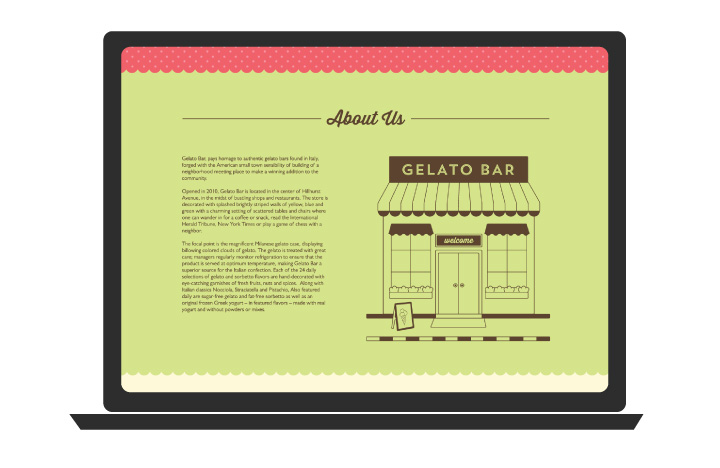 About Us
Gelato Bar, pays homage to authentic gelato bars found in Italy,
forged with the American small town sensibility of building of a
neighborhood meeting place to make a winning addition to the
community.
Opened in 2010, Gelato Bar is located in the center of Hillhurst
Avenue, in the midst of bustling shops and restaurants. The store is
decorated with splashed brightly striped walls of yellow, blue and
green with a charming setting of scattered tables and chairs where
one can wander in for a coffee or snack, read the International
Herald Tribune, New York Times or play a game of chess with a
neighbor.
The focal point is the magnificent Milanese gelato case, displaying
billowing colored clouds of gelato. The gelato is treated with great
care; managers regularly monitor refrigeration to ensure that the
product is served at optimum temperature, making Gelato Bar a
superior source for the Italian confection. Each of the 24 daily
selections of gelato and sorbetto flavors are hand-decorated with
eye-catching garnishes of fresh fruits, nuts and spices. Along with
Italian classics Nocciola, Straciatella and Pistachio, Also featured
daily are sugar-free gelato and fat-free sorbetto as well as an
original frozen Greek yogurt – in featured flavors – made with real
yogurt and without powders or mixes.
GELATO BAR
welcome